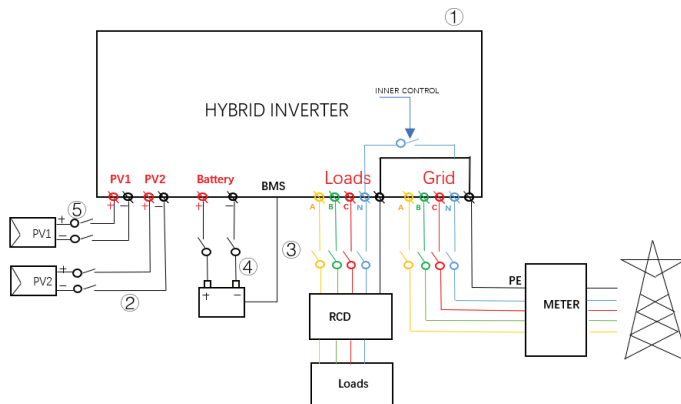 ①
INNER CONTROL
HYBRID INVERTER
PV1 PV2 Battery BMS Loads Grid
+ − + − + − A B C N A B C N
⑤
③
PV1 + −
④
PV2 + −
②
+ −
PE
RCD
METER
Loads